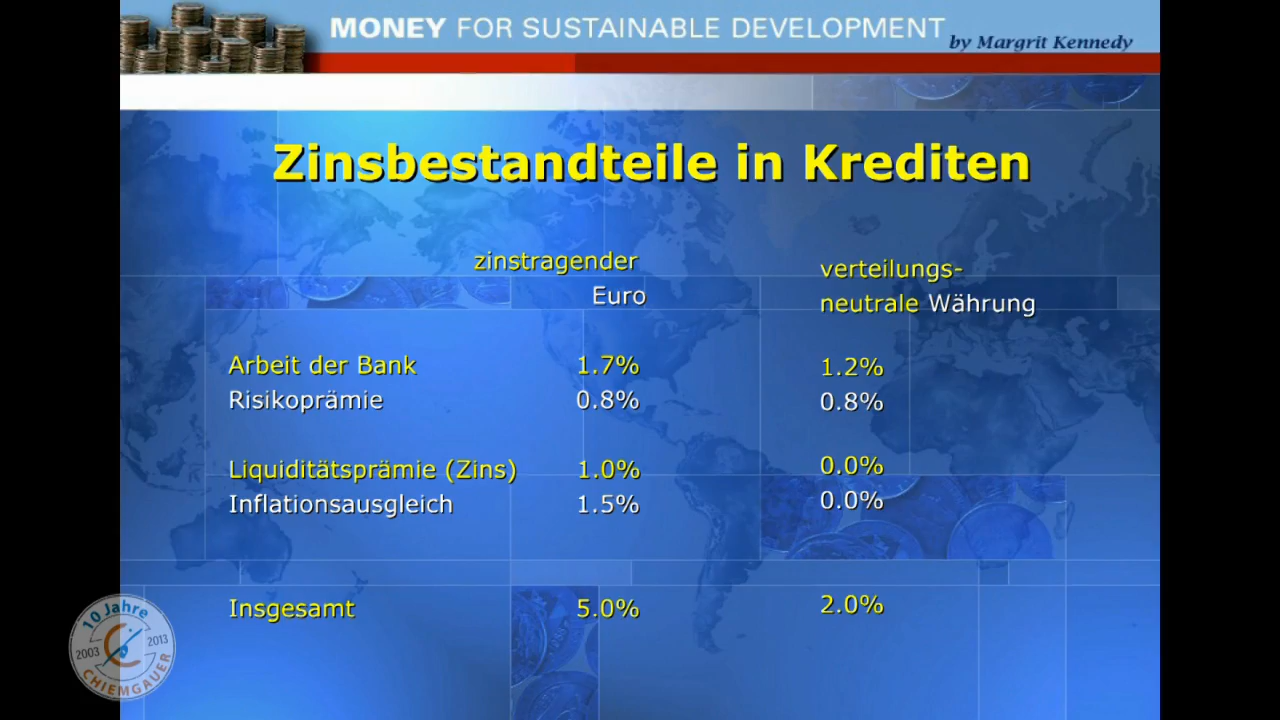 MONEY FOR SUSTAINABLE DEVELOPMENT by Margrit Kennedy
Zinsbestandteile in Krediten
zinstragender verteilungs-
Euro neutrale Währung
Arbeit der Bank 1.7% 1.2%
Risikoprämie 0.8% 0.8%
Liquiditätsprämie (Zins) 1.0% 0.0%
Inflationsausgleich 1.5% 0.0%
Insgesamt 5.0% 2.0%
10 Jahre
2003 2013
CHIEMGAUER